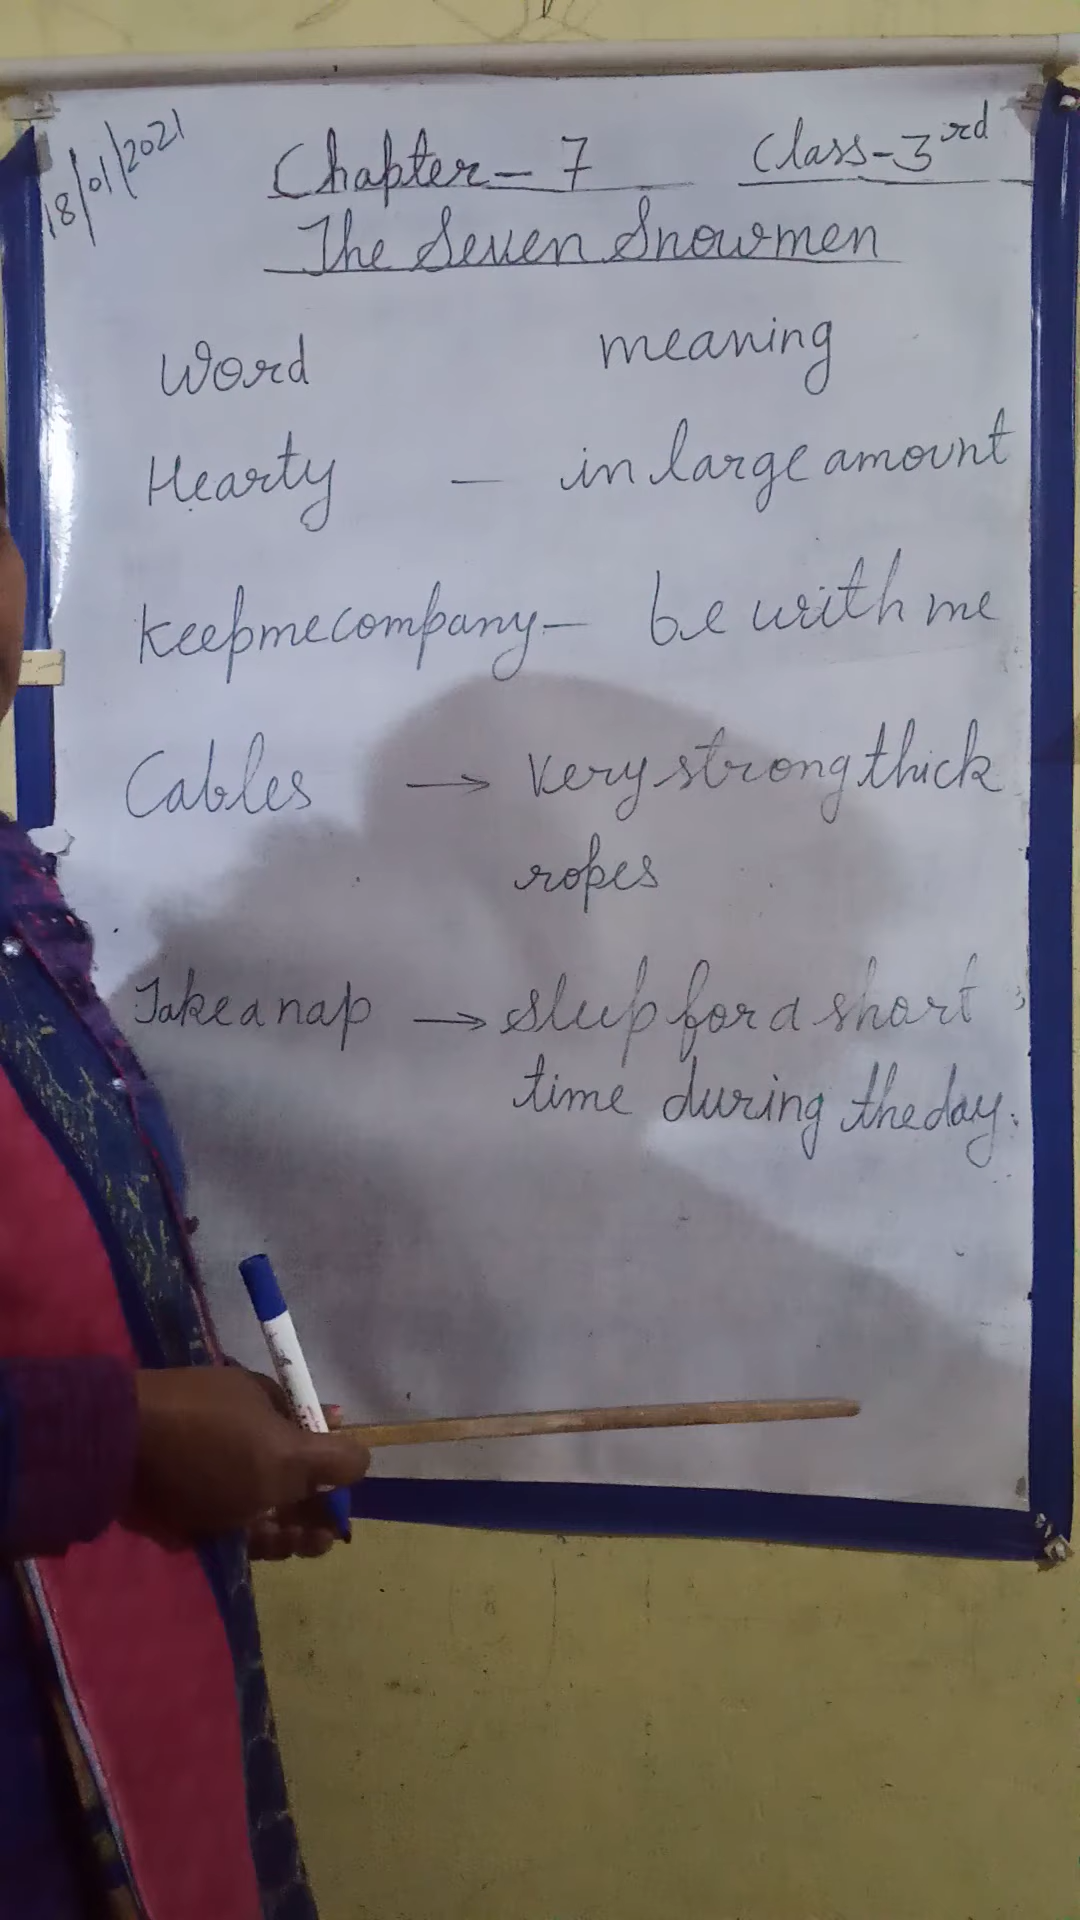 18/01/2021
Chapter - 7 Class - 3rd
The Seven Snowmen
Word meaning
Hearty - in large amount
Keep me company - be with me
Cables → Very strong thick
ropes
Take a nap → sleep for a short
time during the day.